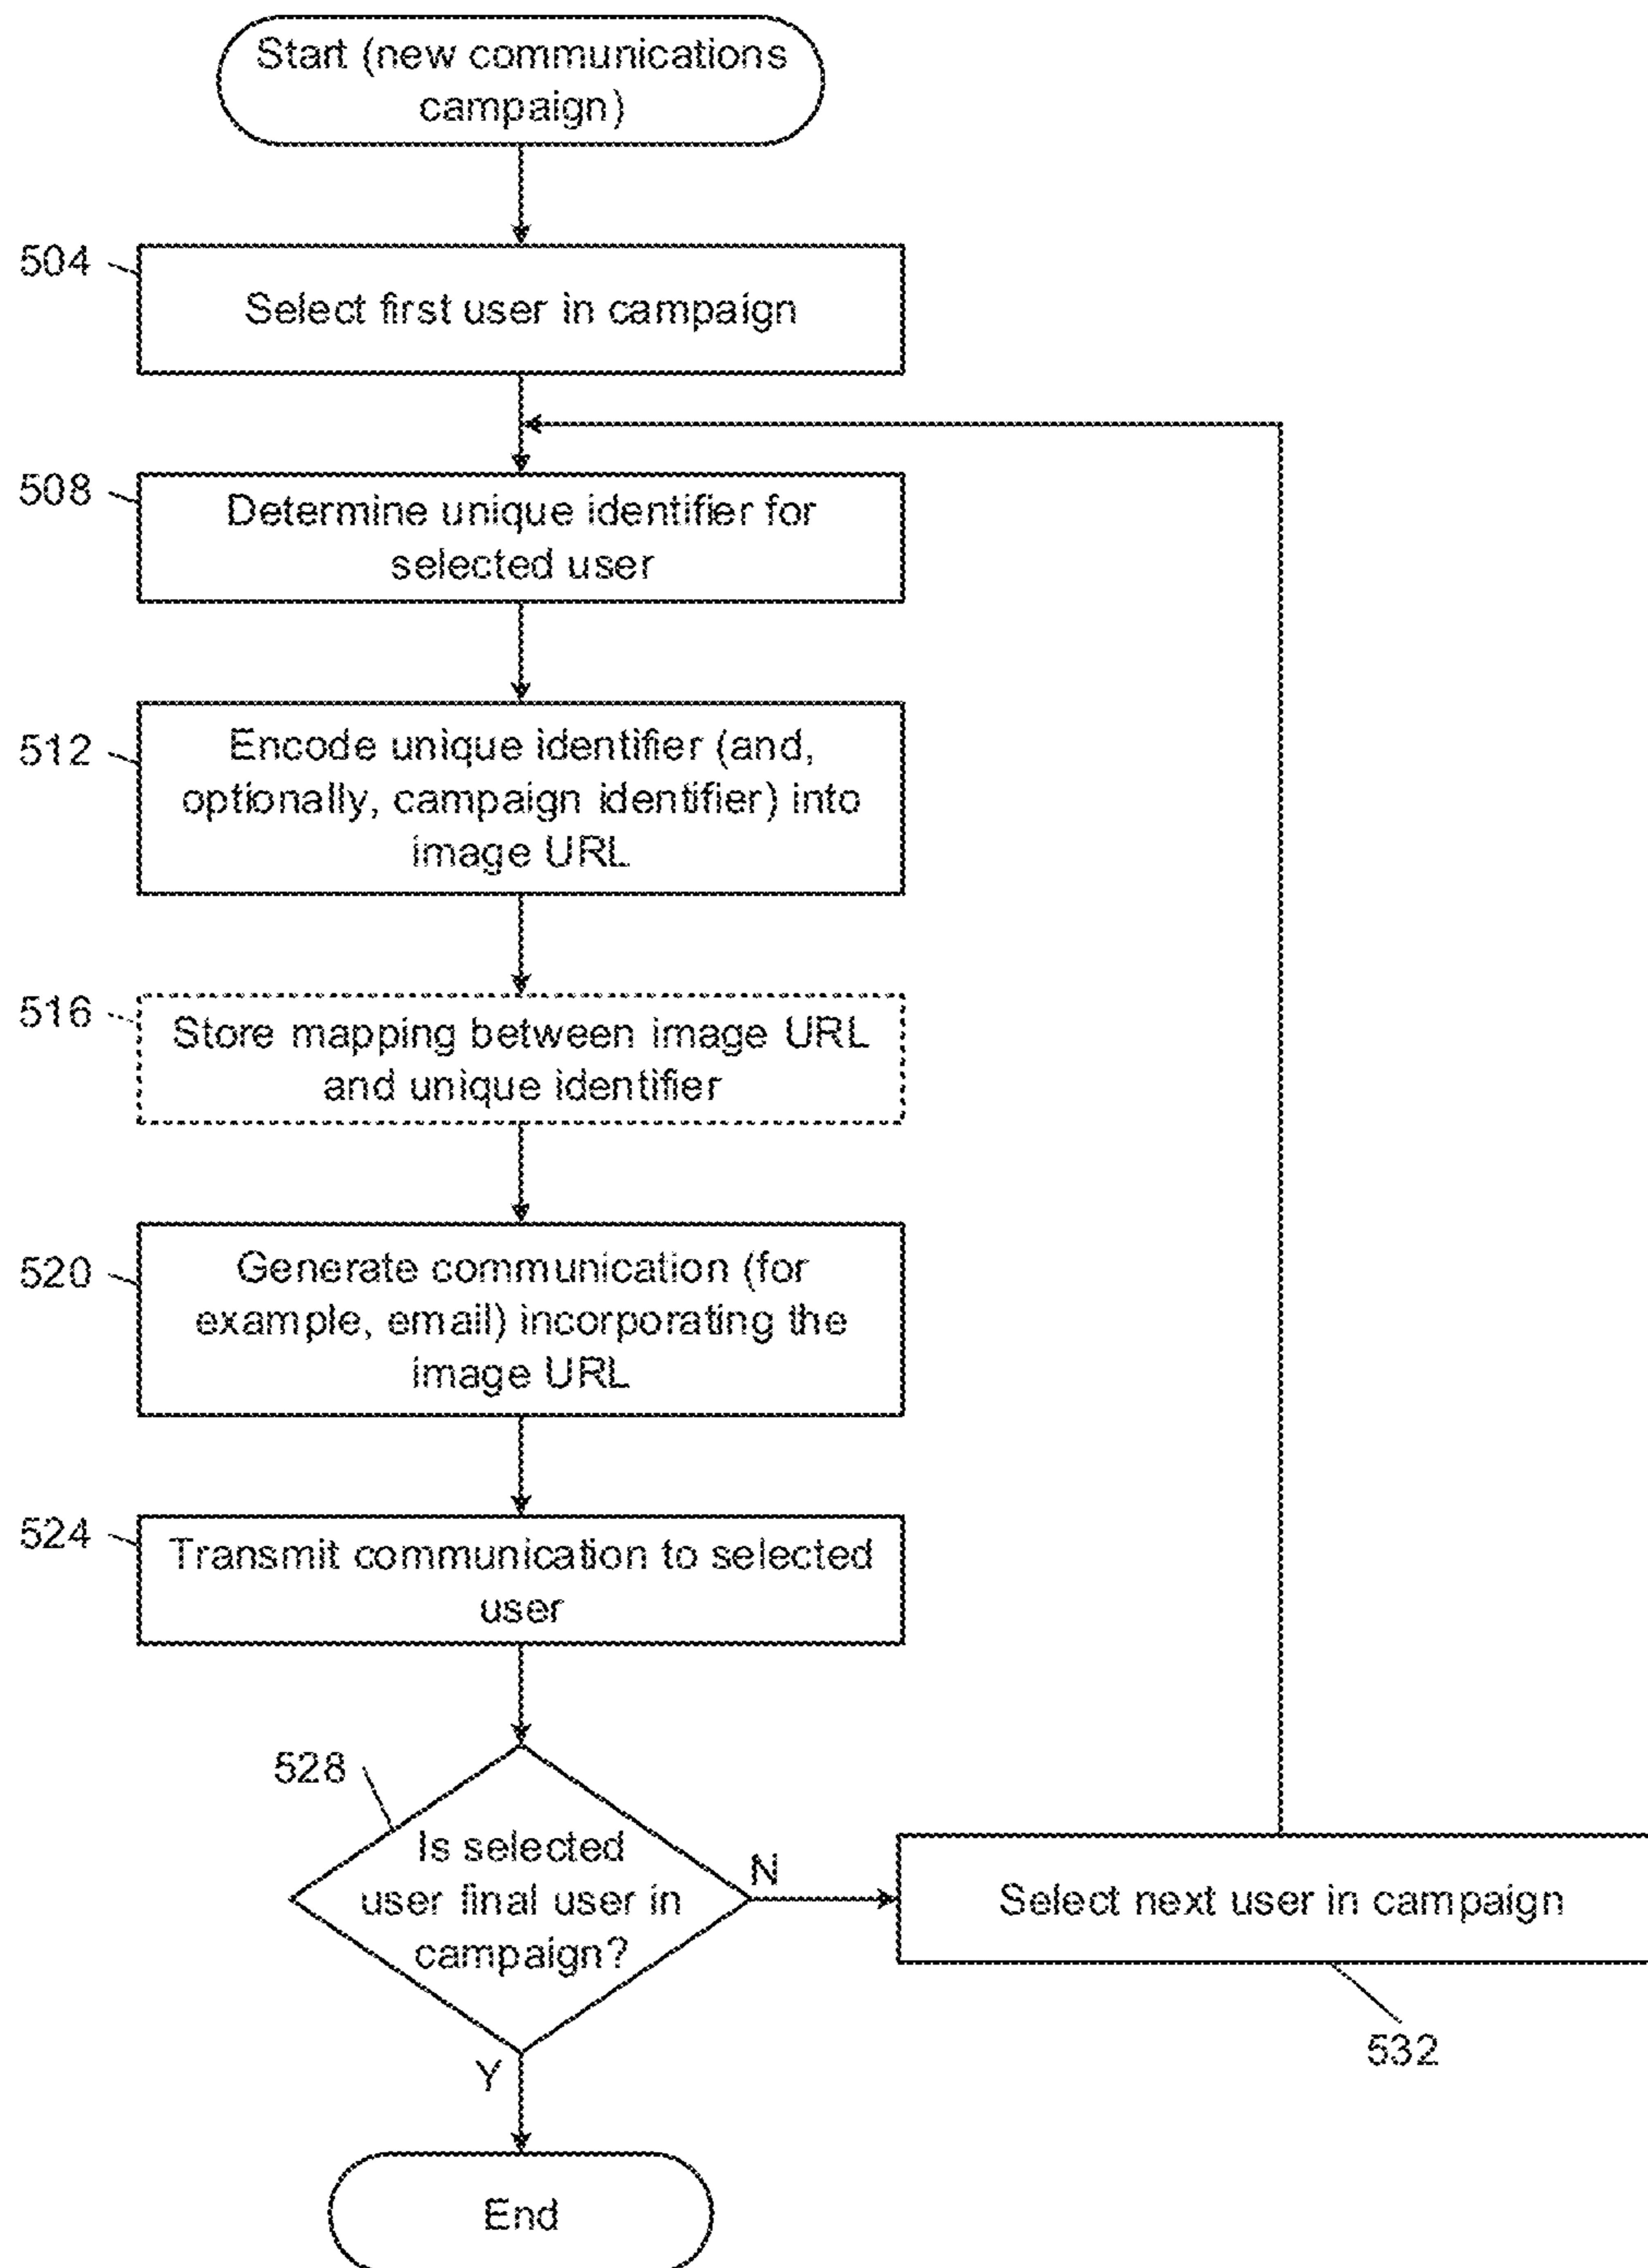 Start (new communications
campaign)
504
Select first user in campaign
508
Determine unique identifier for
selected user
512
Encode unique identifier (and,
optionally, campaign identifier) into
image URL
516
Store mapping between image URL
and unique identifier
520
Generate communication (for
example, email) incorporating the
image URL
524
Transmit communication to selected
user
528
Is selected
user final user in
campaign?
N
Select next user in campaign
532
Y
End